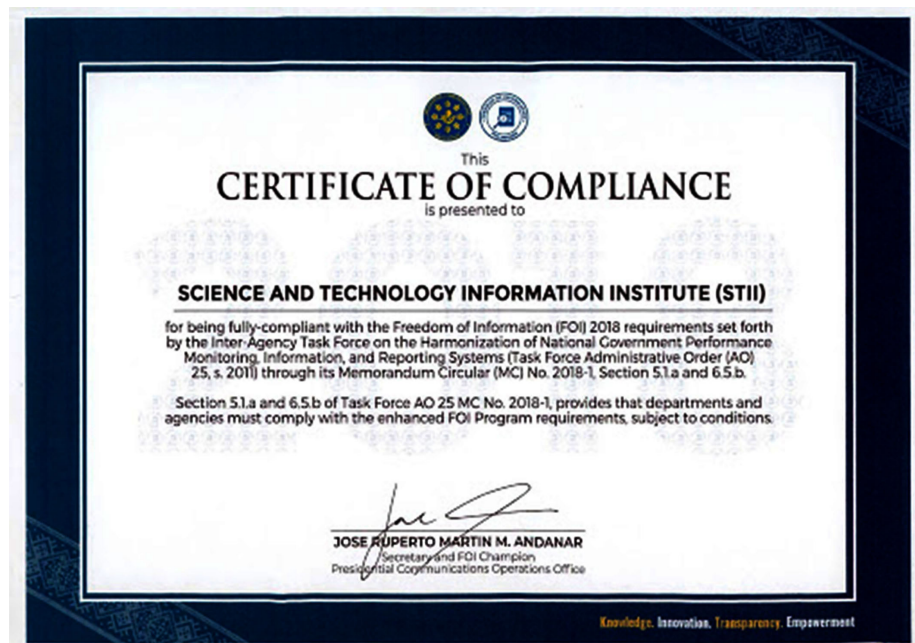 This
CERTIFICATE OF COMPLIANCE
is presented to
2018
SCIENCE AND TECHNOLOGY INFORMATION INSTITUTE (STII)
for being fully-compliant with the Freedom of Information (FOI) 2018 requirements set forth
by the Inter-Agency Task Force on the Harmonization of National Government Performance
Monitoring, Information, and Reporting Systems (Task Force Administrative Order (AO)
25, s. 2011) through its Memorandum Circular (MC) No. 2018-1, Section 5.1.a and 6.5.b.
Section 5.1.a and 6.5.b of Task Force AO 25 MC No. 2018-1, provides that departments and
agencies must comply with the enhanced FOI Program requirements, subject to conditions.
JOSE RUPERTO MARTIN M. ANDANAR
Secretary and FOI Champion
Presidential Communications Operations Office
Knowledge. Innovation. Transparency. Empowerment